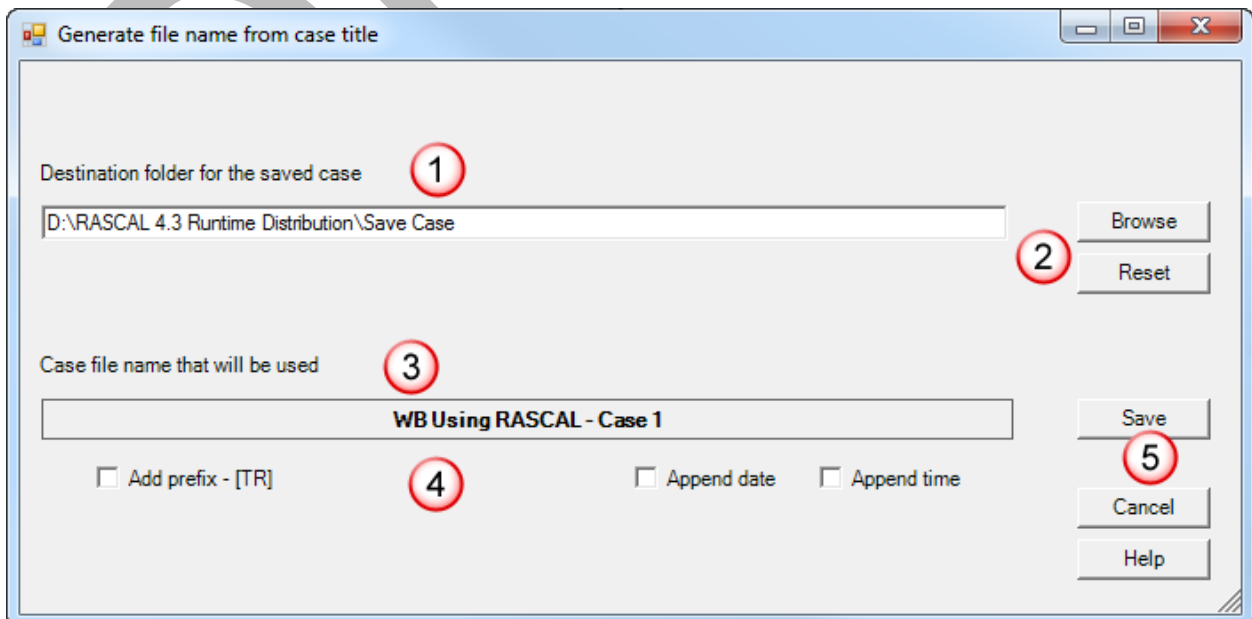 Generate file name from case title
Destination folder for the saved case 1
D:\RASCAL 4.3 Runtime Distribution\Save Case Browse
2
Reset
Case file name that will be used 3
WB Using RASCAL - Case 1 Save
5
Add prefix - [TR] 4 Append date Append time
Cancel
Help